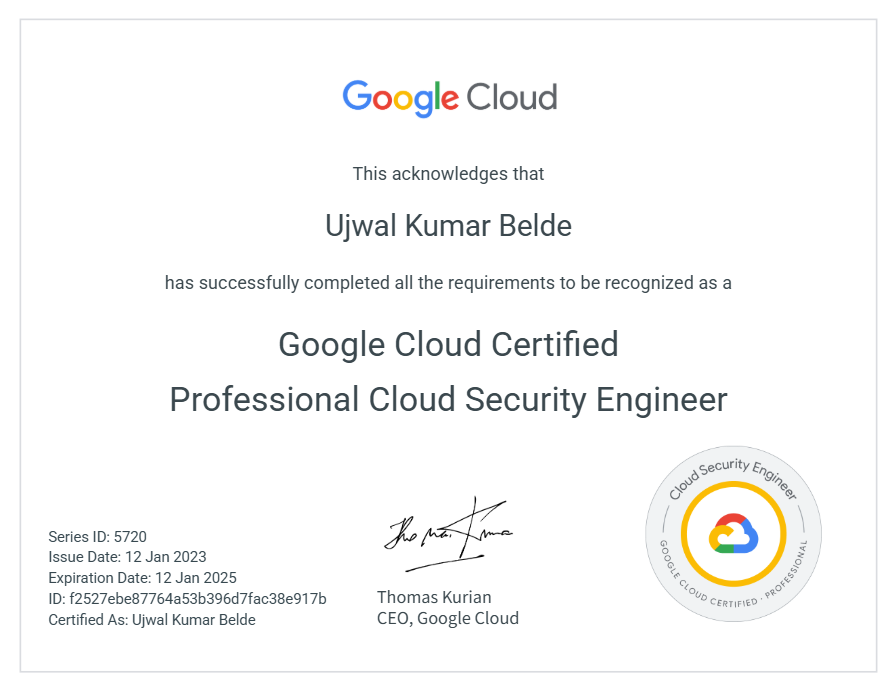 Google Cloud
This acknowledges that
Ujwal Kumar Belde
has successfully completed all the requirements to be recognized as a
Google Cloud Certified
Professional Cloud Security Engineer
Series ID: 5720
Issue Date: 12 Jan 2023
Expiration Date: 12 Jan 2025
ID: f2527ebe87764a53b396d7fac38e917b
Certified As: Ujwal Kumar Belde
Thomas Kurian
CEO, Google Cloud
Cloud Security Engineer
GOOGLE CLOUD CERTIFIED · PROFESSIONAL